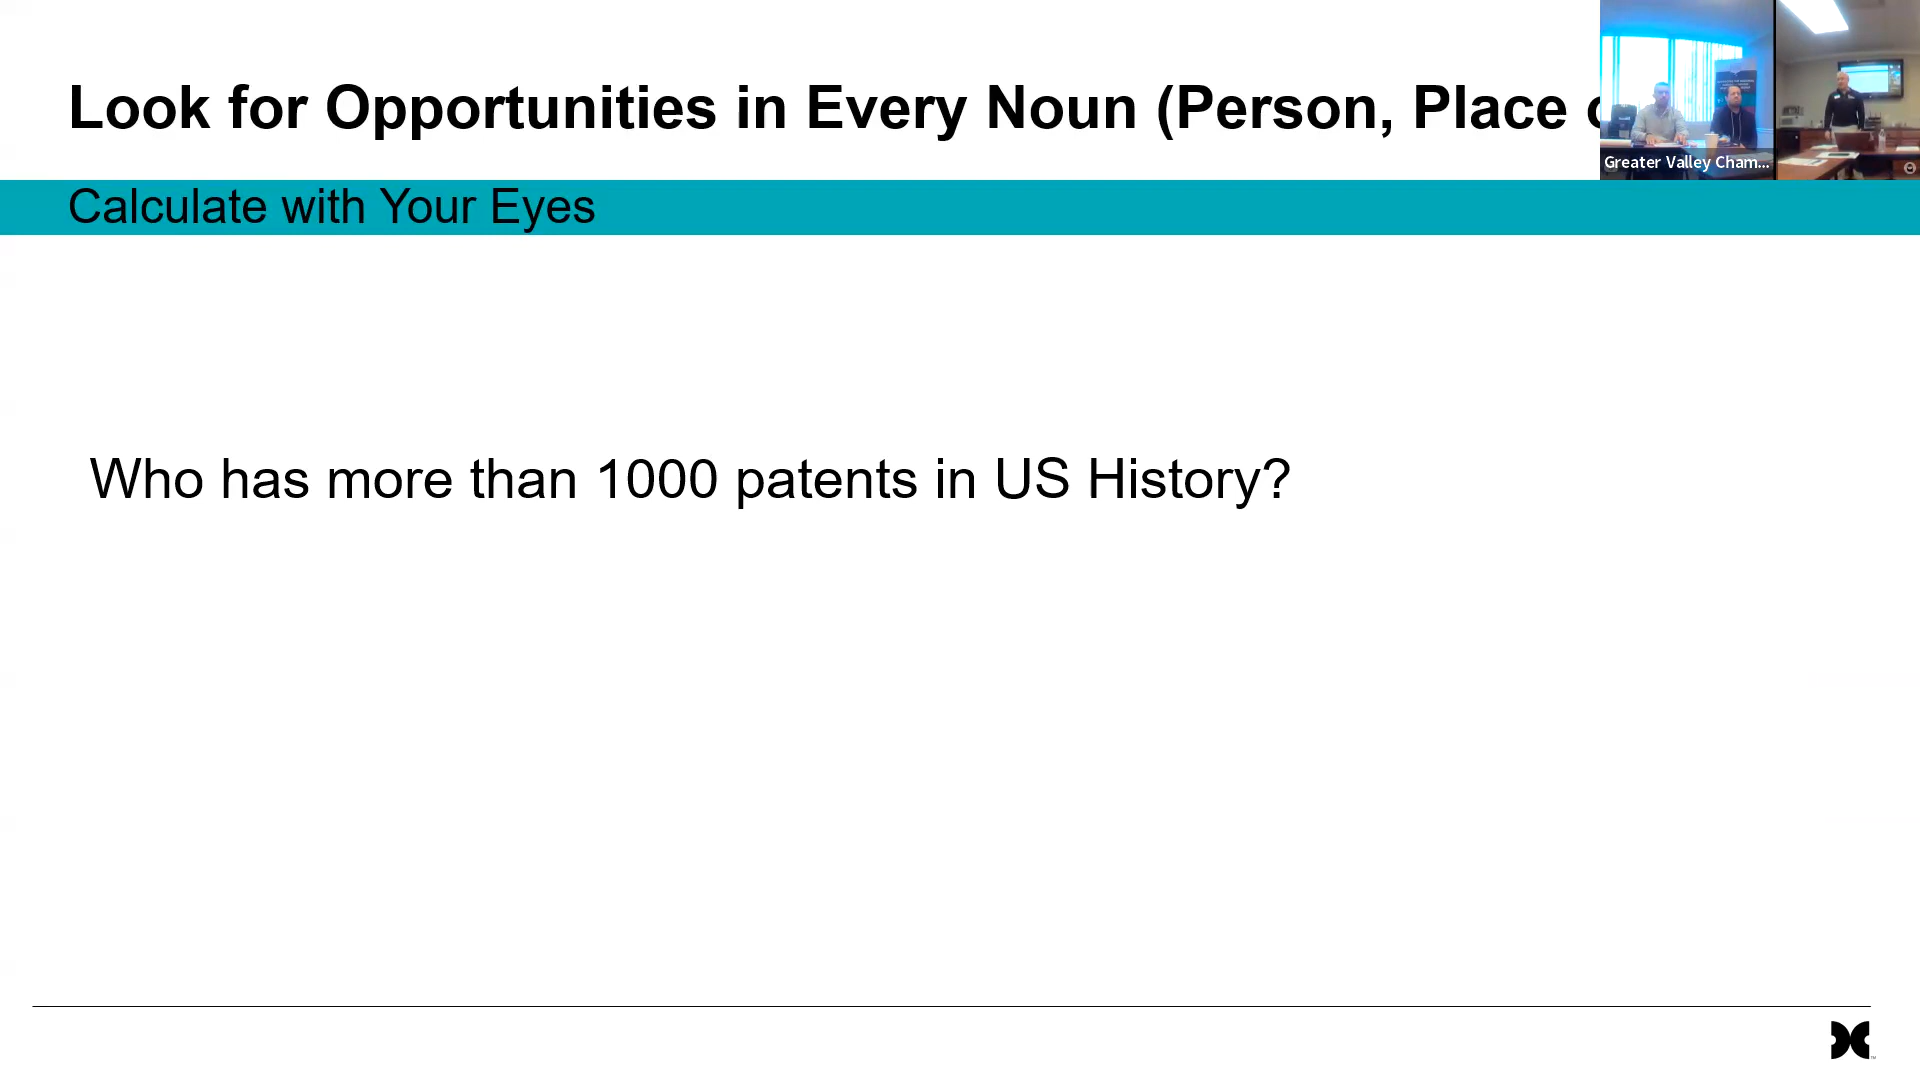 Look for Opportunities in Every Noun (Person, Place
Greater Valley Cham...
Calculate with Your Eyes
Who has more than 1000 patents in US History?